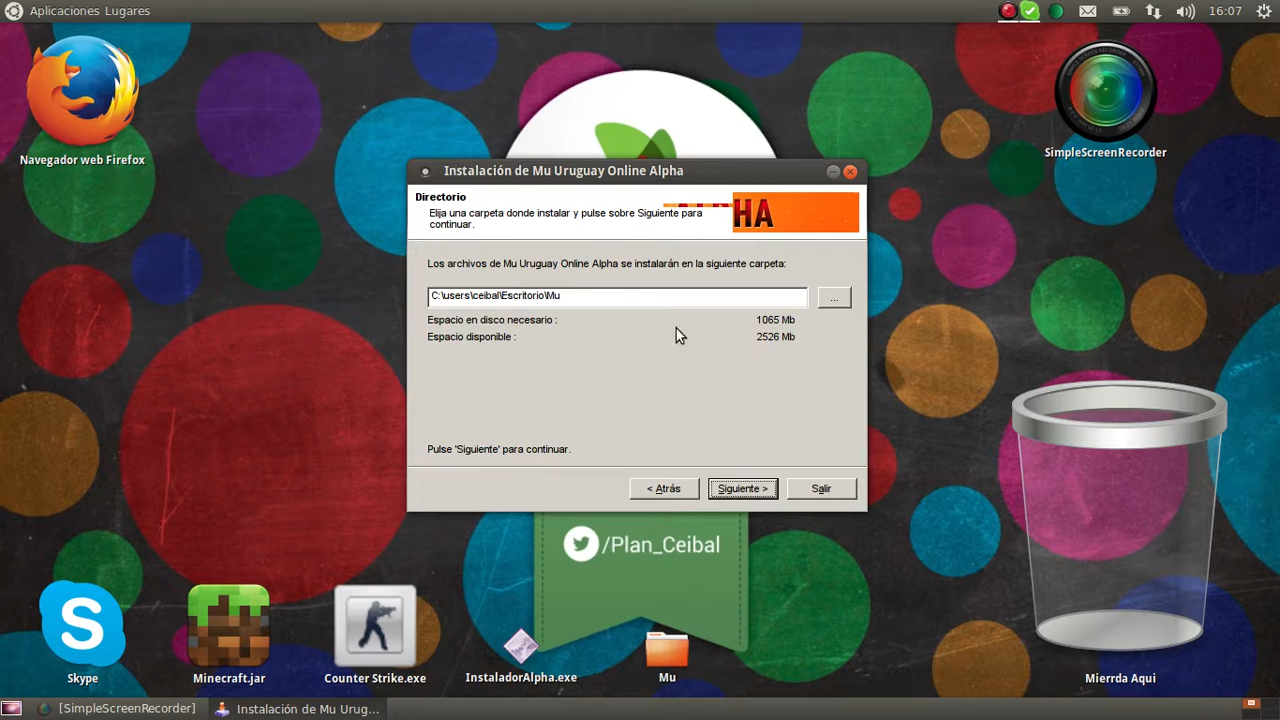 Aplicaciones Lugares
16:07
Navegador web Firefox
SimpleScreenRecorder
Instalación de Mu Uruguay Online Alpha
Directorio
Elija una carpeta donde instalar y pulse sobre Siguiente para
continuar.
HA
Los archivos de Mu Uruguay Online Alpha se instalarán en la siguiente carpeta:
C:\users\ceibal\Escritorio\Mu
...
Espacio en disco necesario : 1065 Mb
Espacio disponible : 2526 Mb
Pulse 'Siguiente' para continuar.
< Atrás
Siguiente >
Salir
/Plan_Ceibal
Skype
Minecraft.jar
Counter Strike.exe
InstaladorAlpha.exe
Mu
Mierrda Aqui
[SimpleScreenRecorder]
Instalación de Mu Urug...